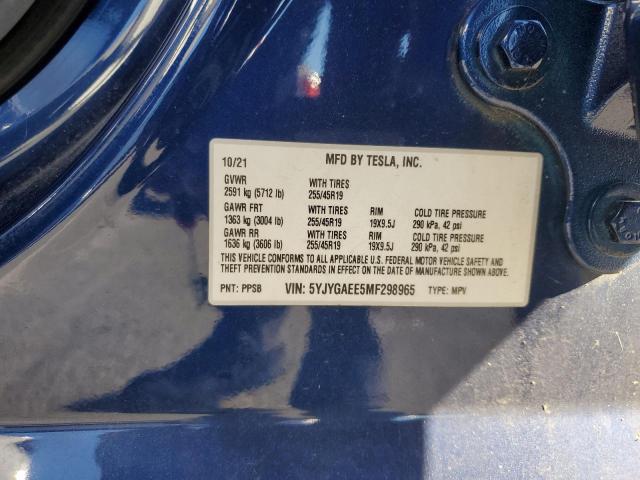 10/21 MFD BY TESLA, INC.
GVWR WITH TIRES
2591 kg (5712 lb) 255/45R19
GAWR FRT WITH TIRES RIM COLD TIRE PRESSURE
1363 kg (3004 lb) 255/45R19 19X9.5J 290 kPa, 42 psi
GAWR RR WITH TIRES RIM COLD TIRE PRESSURE
1636 kg (3606 lb) 255/45R19 19X9.5J 290 kPa, 42 psi
THIS VEHICLE CONFORMS TO ALL APPLICABLE U.S. FEDERAL MOTOR VEHICLE SAFETY
AND THEFT PREVENTION STANDARDS IN EFFECT ON THE DATE OF MANUFACTURE SHOWN ABOVE.
PNT: PPSB VIN: 5YJYGAEE5MF298965 TYPE: MPV